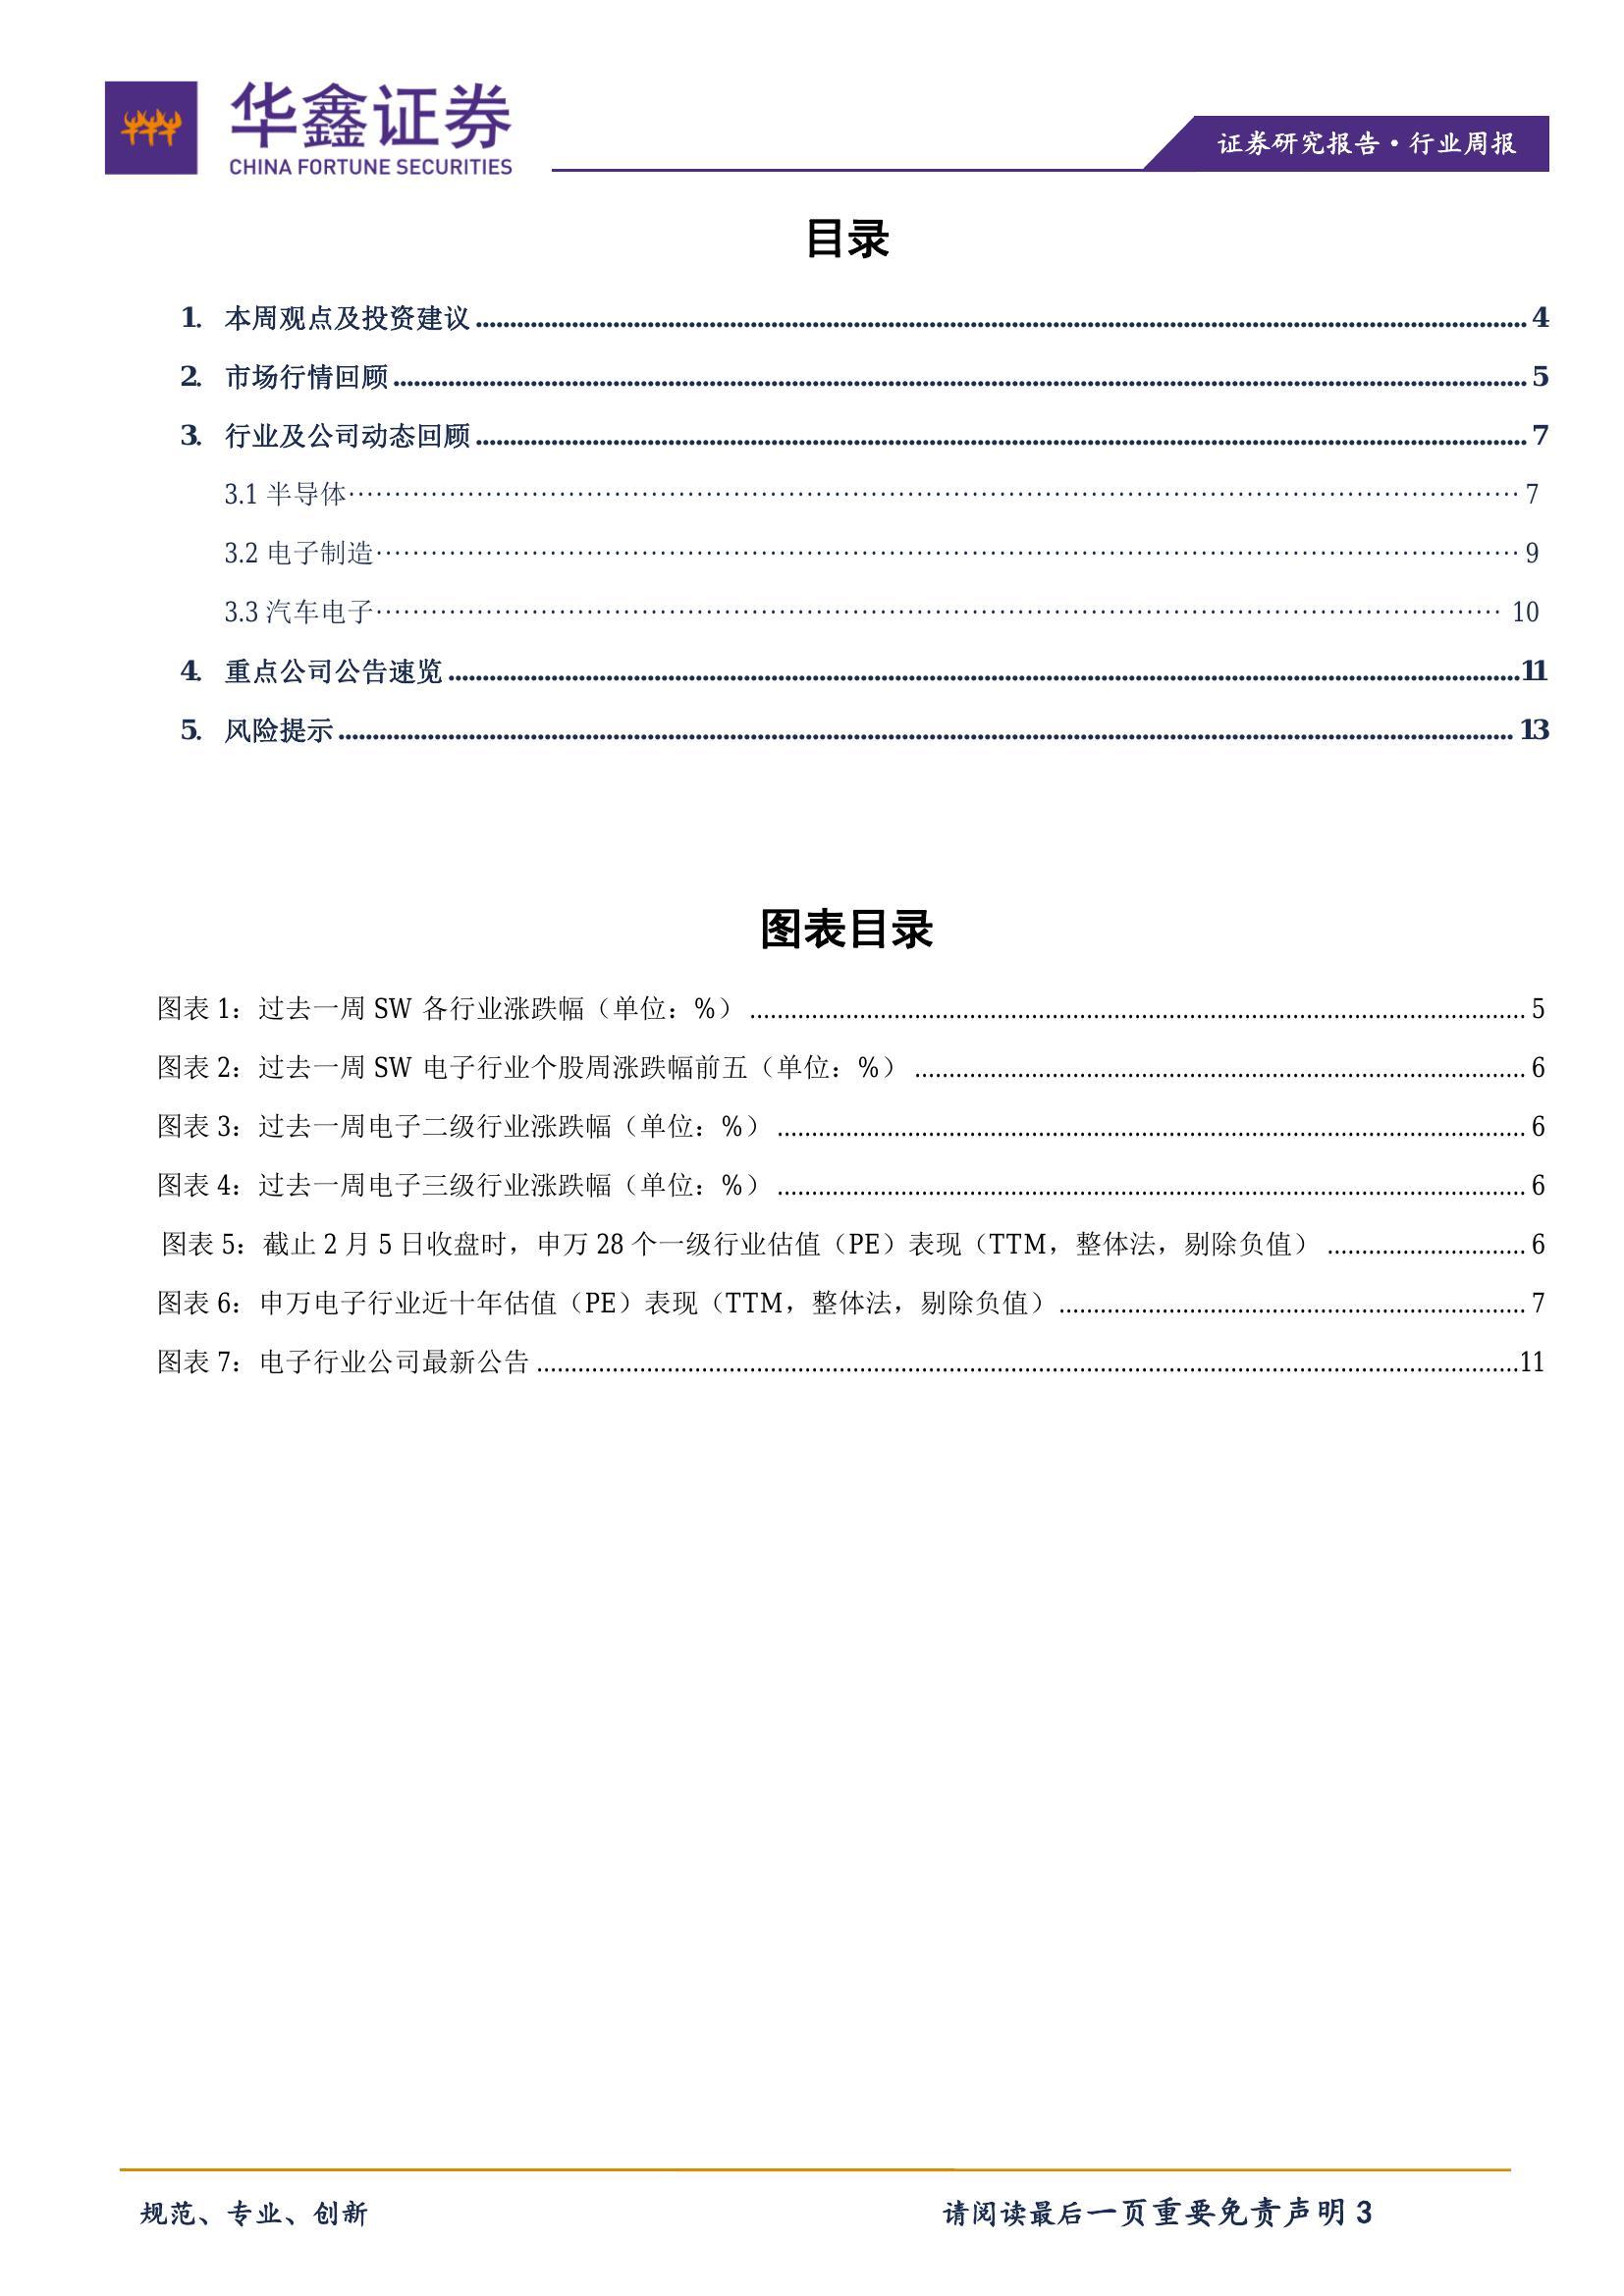 华鑫证券
CHINA FORTUNE SECURITIES
证券研究报告·行业周报
目录
1. 本周观点及投资建议 4
2. 市场行情回顾 5
3. 行业及公司动态回顾 7
3.1 半导体 7
3.2 电子制造 9
3.3 汽车电子 10
4. 重点公司公告速览 11
5. 风险提示 13
图表目录
图表 1：过去一周 SW 各行业涨跌幅（单位：%） 5
图表 2：过去一周 SW 电子行业个股周涨跌幅前五（单位：%） 6
图表 3：过去一周电子二级行业涨跌幅（单位：%） 6
图表 4：过去一周电子三级行业涨跌幅（单位：%） 6
图表 5：截止 2 月 5 日收盘时，申万 28 个一级行业估值（PE）表现（TTM，整体法，剔除负值） 6
图表 6：申万电子行业近十年估值（PE）表现（TTM，整体法，剔除负值） 7
图表 7：电子行业公司最新公告 11
规范、专业、创新
请阅读最后一页重要免责声明 3